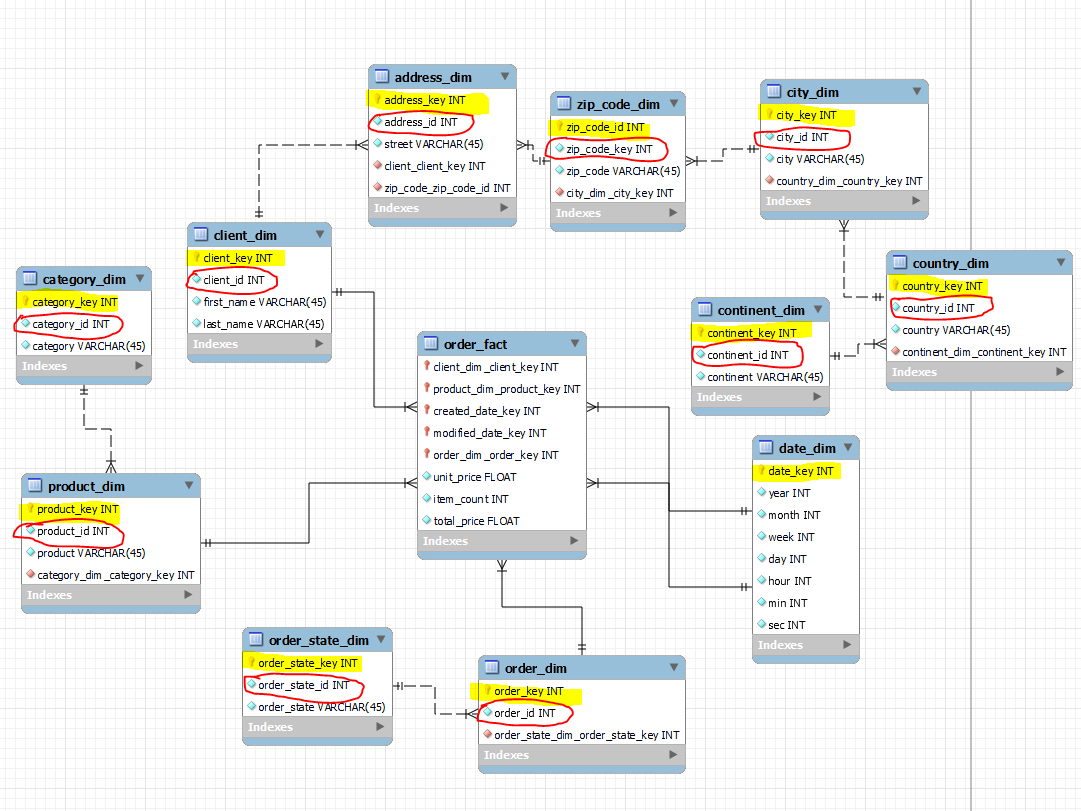 address_dim
address_key INT
address_id INT
street VARCHAR(45)
client_client_key INT
zip_code_zip_code_id INT
Indexes
zip_code_dim
zip_code_id INT
zip_code_key INT
zip_code VARCHAR(45)
city_dim_city_key INT
Indexes
city_dim
city_key INT
city_id INT
city VARCHAR(45)
country_dim_country_key INT
Indexes
client_dim
client_key INT
client_id INT
first_name VARCHAR(45)
last_name VARCHAR(45)
Indexes
category_dim
category_key INT
category_id INT
category VARCHAR(45)
Indexes
country_dim
country_key INT
country_id INT
country VARCHAR(45)
continent_dim_continent_key INT
Indexes
continent_dim
continent_key INT
continent_id INT
continent VARCHAR(45)
Indexes
order_fact
client_dim_client_key INT
product_dim_product_key INT
created_date_key INT
modified_date_key INT
order_dim_order_key INT
unit_price FLOAT
item_count INT
total_price FLOAT
Indexes
date_dim
date_key INT
year INT
month INT
week INT
day INT
hour INT
min INT
sec INT
Indexes
product_dim
product_key INT
product_id INT
product VARCHAR(45)
category_dim_category_key INT
Indexes
order_state_dim
order_state_key INT
order_state_id INT
order_state VARCHAR(45)
Indexes
order_dim
order_key INT
order_id INT
order_state_dim_order_state_key INT
Indexes